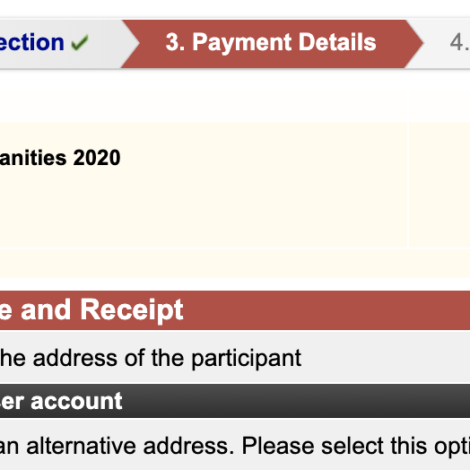 ection
3. Payment Details
4.
anities 2020
e and Receipt
he address of the participant
er account
an alternative address. Please select this opti